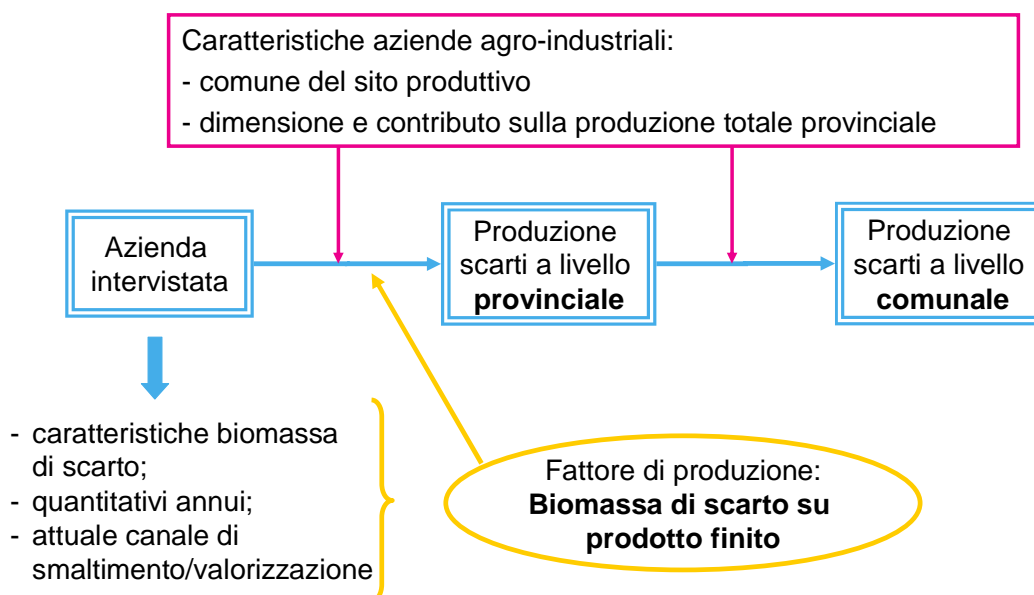 Caratteristiche aziende agro-industriali:
- comune del sito produttivo
- dimensione e contributo sulla produzione totale provinciale
Azienda
intervistata
Produzione
scarti a livello
provinciale
Produzione
scarti a livello
comunale
- caratteristiche biomassa
di scarto;
- quantitativi annui;
- attuale canale di
smaltimento/valorizzazione
Fattore di produzione:
Biomassa di scarto su
prodotto finito